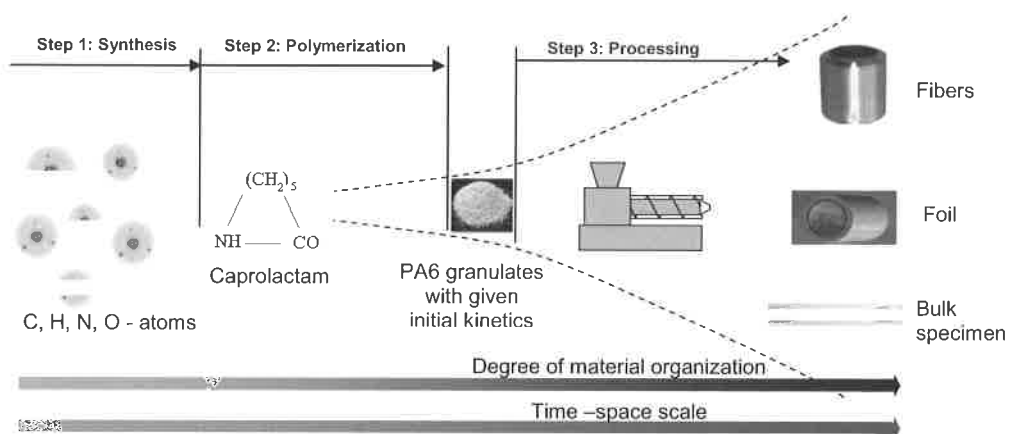 Step 1: Synthesis
Step 2: Polymerization
Step 3: Processing
Fibers
(CH2)5
NH
CO
Caprolactam
Foil
C, H, N, O - atoms
PA6 granulates
with given
initial kinetics
Bulk
specimen
Degree of material organization
Time –space scale